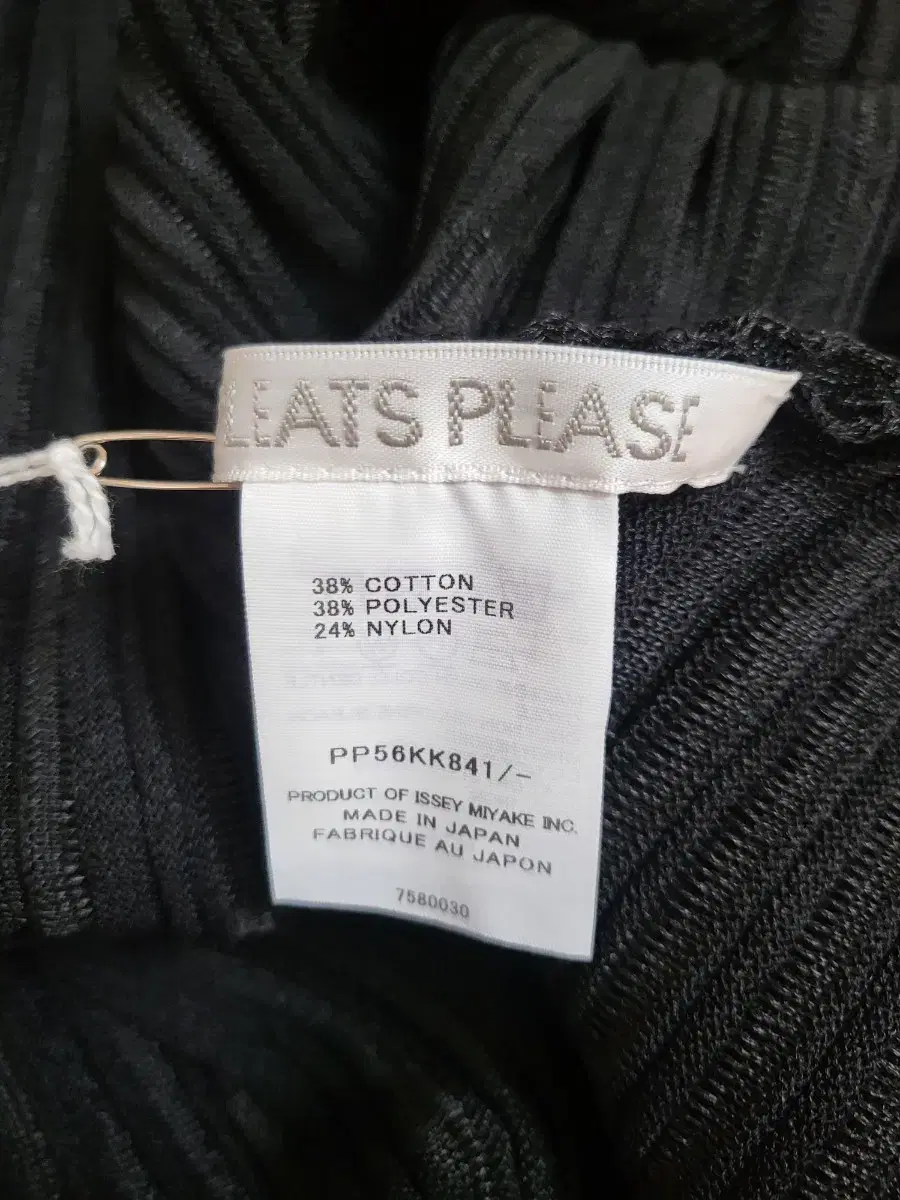 LEATS PLEASE
38% COTTON
38% POLYESTER
24% NYLON
PP56KK841/-
PRODUCT OF ISSEY MIYAKE INC.
MADE IN JAPAN
FABRIQUE AU JAPON
7580030